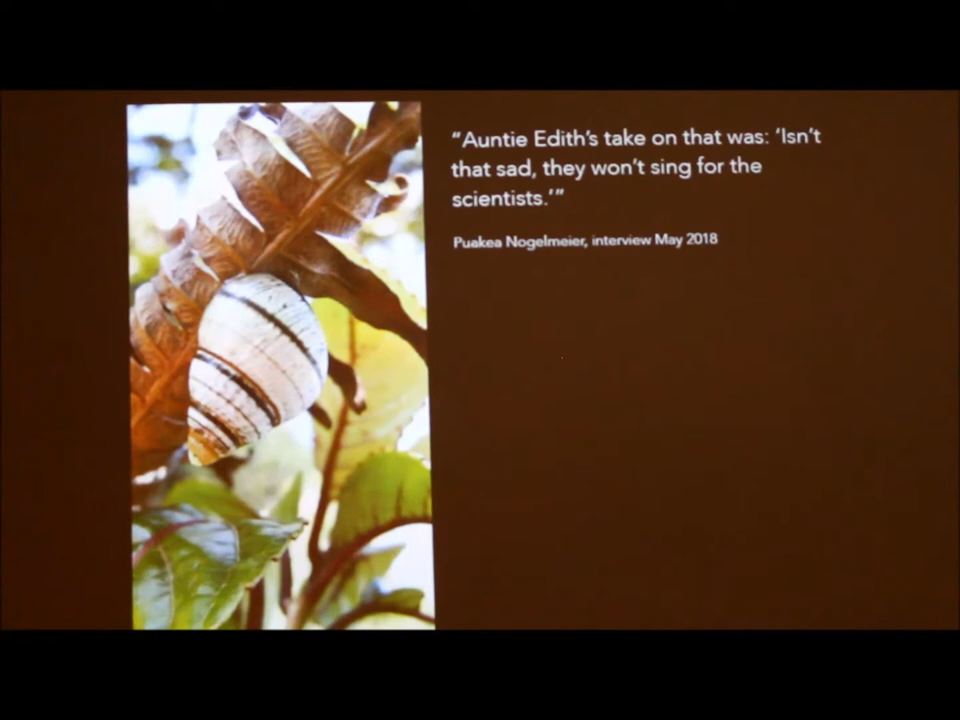 “Auntie Edith’s take on that was: ‘Isn’t
that sad, they won’t sing for the
scientists.’”
Puakea Nogelmeier, interview May 2018